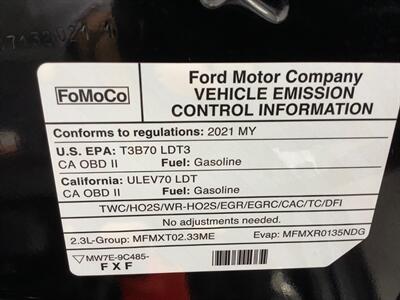 FoMoCo
Ford Motor Company
VEHICLE EMISSION
CONTROL INFORMATION
Conforms to regulations: 2021 MY
U.S. EPA: T3B70 LDT3
CA OBD II Fuel: Gasoline
California: ULEV70 LDT
CA OBD II Fuel: Gasoline
TWC/HO2S/WR-HO2S/EGR/EGRC/CAC/TC/DFI
No adjustments needed.
2.3L-Group: MFMXT02.33ME Evap: MFMXR0135NDG
MW7E-9C485-
FXF